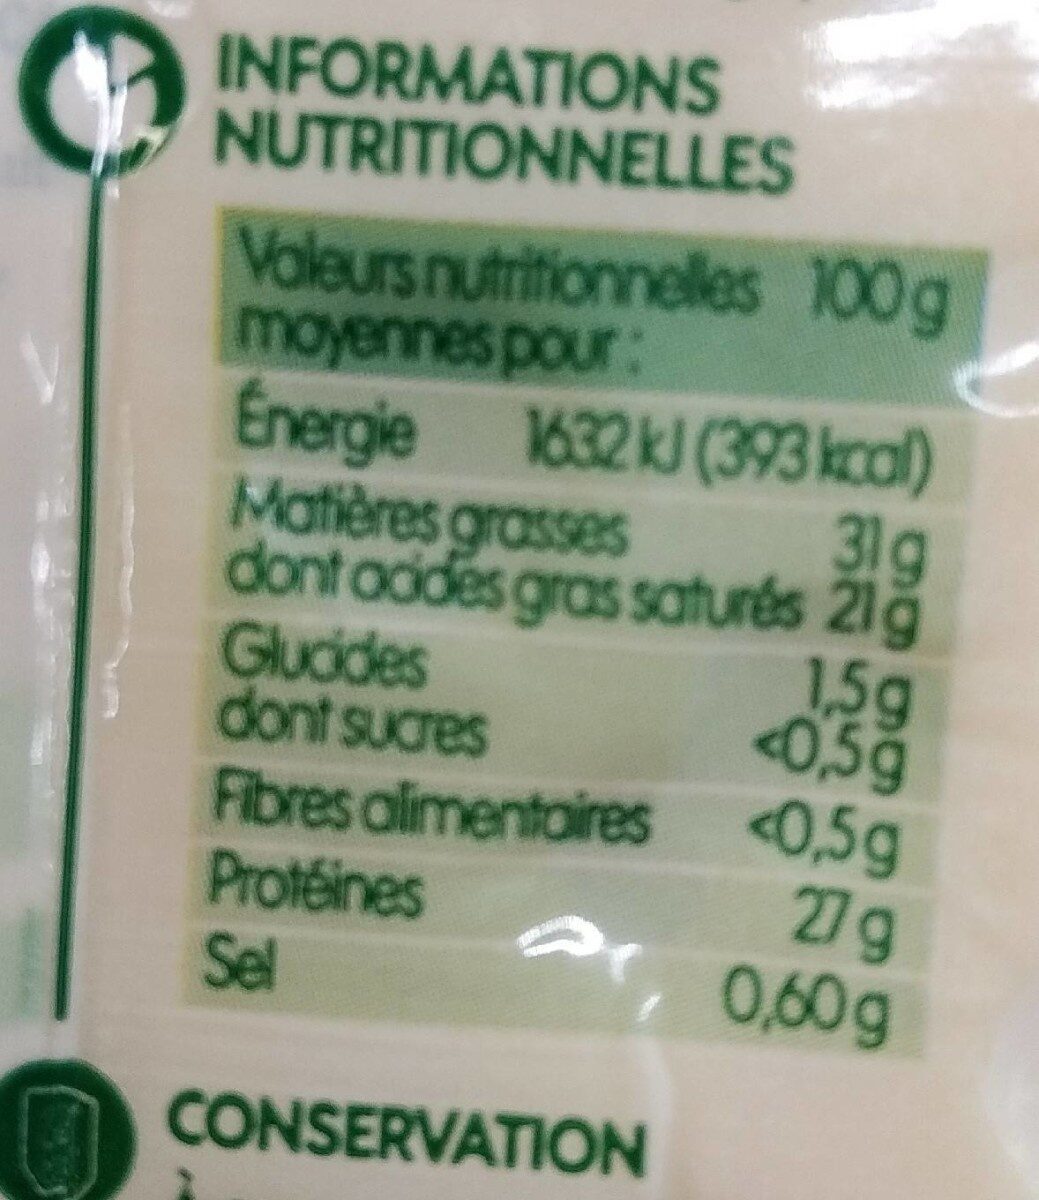 INFORMATIONS
NUTRITIONNELLES
Valeurs nutritionnelles 100 g
moyennes pour :
Énergie 1632 kJ (393 kcal)
Matières grasses 31 g
dont acides gras saturés 21 g
Glucides 1,5 g
dont sucres <0,5 g
Fibres alimentaires <0,5 g
Protéines 27 g
Sel 0,60 g
CONSERVATION